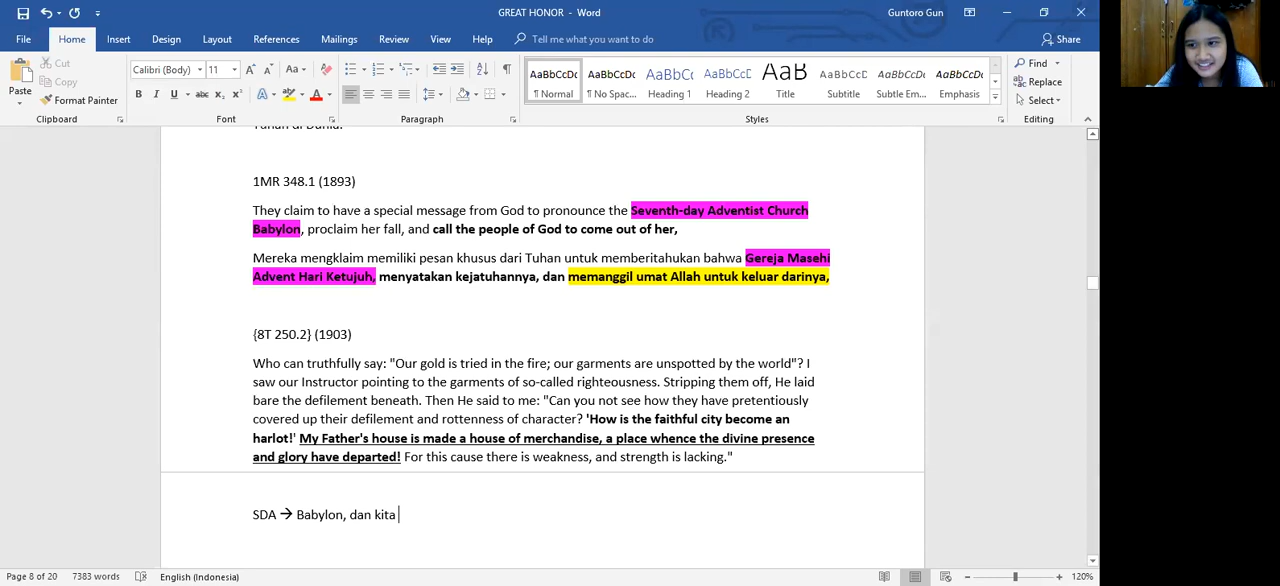 GREAT HONOR - Word
Guntoro Gun
File
Home
Insert
Design
Layout
References
Mailings
Review
View
Help
Tell me what you want to do
Share
Paste
Cut
Copy
Format Painter
Clipboard
Calibri (Body)
11
Font
Paragraph
AaBbCcDc
¶ Normal
AaBbCcDc
¶ No Spac...
AaBbCc
Heading 1
AaBbCcC
Heading 2
AaB
Title
AaBbCcD
Subtitle
AaBbCcDc
Subtle Em...
AaBbCcDc
Emphasis
Styles
Find
Replace
Select
Editing
Tuhan di Dunia.
1MR 348.1 (1893)
They claim to have a special message from God to pronounce the Seventh-day Adventist Church
Babylon, proclaim her fall, and call the people of God to come out of her,
Mereka mengklaim memiliki pesan khusus dari Tuhan untuk memberitahukan bahwa Gereja Masehi
Advent Hari Ketujuh, menyatakan kejatuhannya, dan memanggil umat Allah untuk keluar darinya,
{8T 250.2} (1903)
Who can truthfully say: "Our gold is tried in the fire; our garments are unspotted by the world"? I
saw our Instructor pointing to the garments of so-called righteousness. Stripping them off, He laid
bare the defilement beneath. Then He said to me: "Can you not see how they have pretentiously
covered up their defilement and rottenness of character? 'How is the faithful city become an
harlot!' My Father's house is made a house of merchandise, a place whence the divine presence
and glory have departed! For this cause there is weakness, and strength is lacking."
SDA → Babylon, dan kita
Page 8 of 20
7383 words
English (Indonesia)
120%